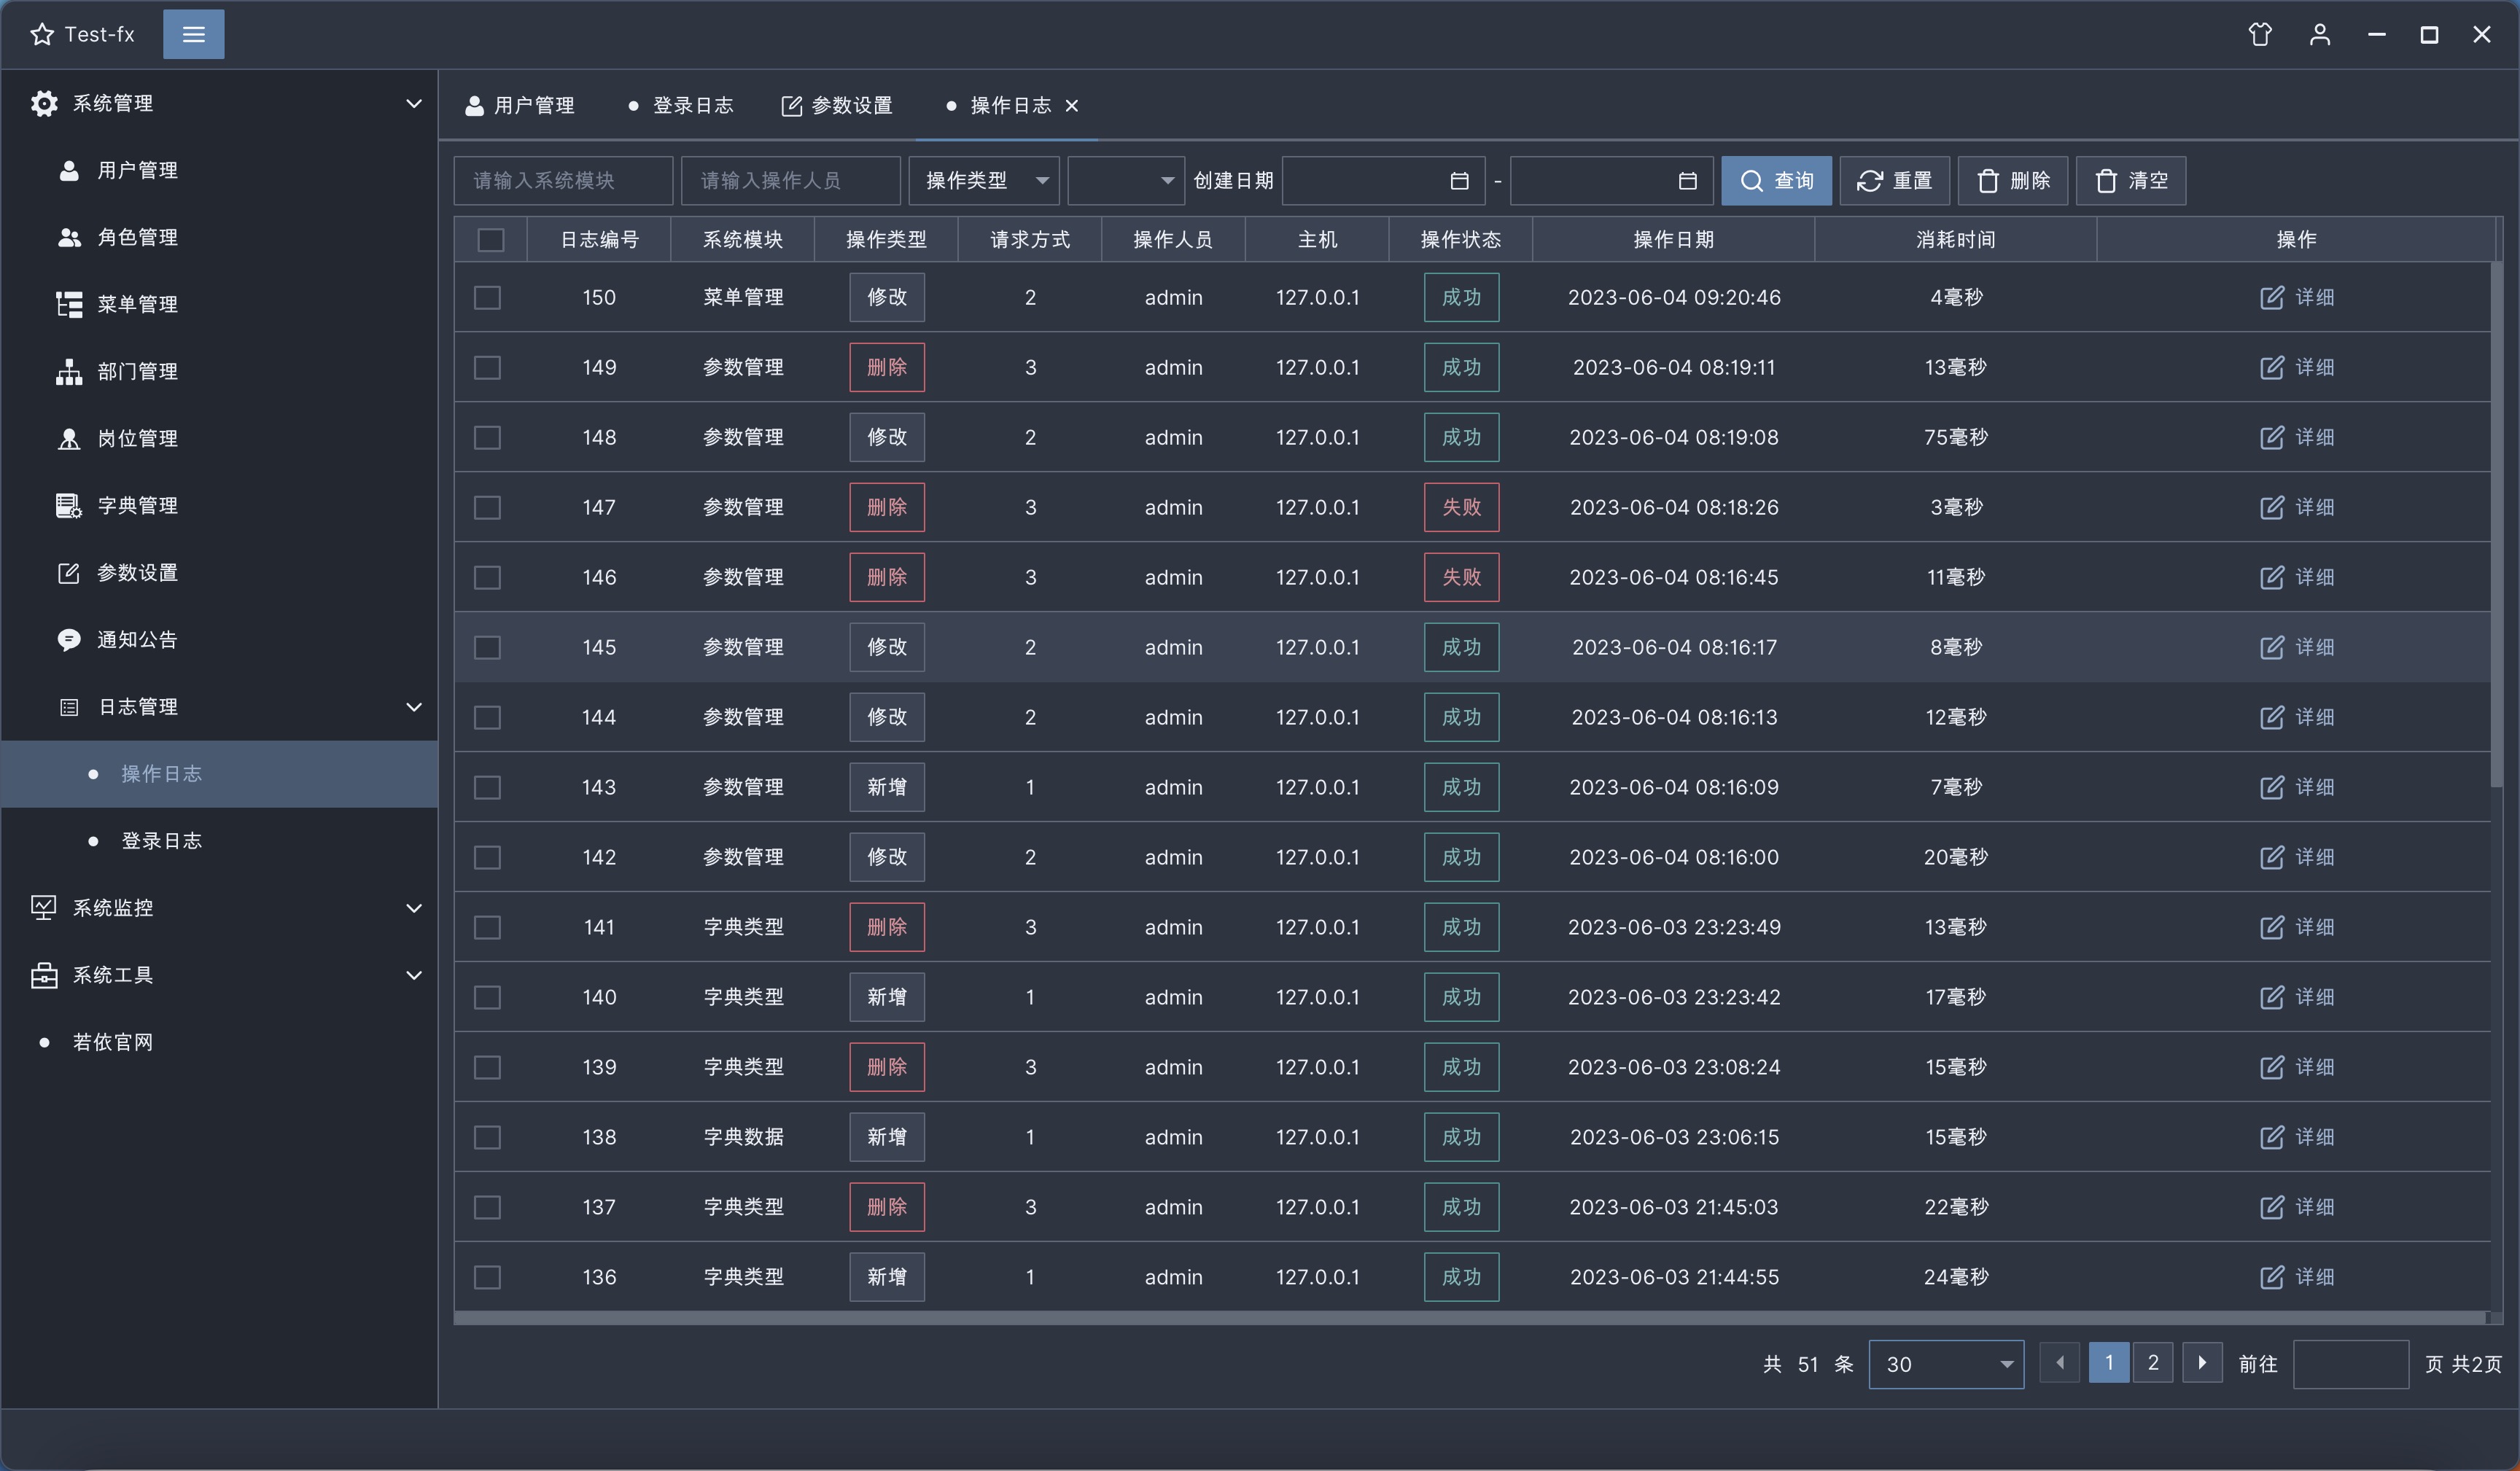 Test-fx
系统管理
用户管理
角色管理
菜单管理
部门管理
岗位管理
字典管理
参数设置
通知公告
日志管理
操作日志
登录日志
系统监控
系统工具
若依官网
用户管理 登录日志 参数设置 操作日志
请输入系统模块 请输入操作人员 操作类型 创建日期 - 查询 重置 删除 清空
日志编号 系统模块 操作类型 请求方式 操作人员 主机 操作状态 操作日期 消耗时间 操作
150 菜单管理 修改 2 admin 127.0.0.1 成功 2023-06-04 09:20:46 4毫秒 详细
149 参数管理 删除 3 admin 127.0.0.1 成功 2023-06-04 08:19:11 13毫秒 详细
148 参数管理 修改 2 admin 127.0.0.1 成功 2023-06-04 08:19:08 75毫秒 详细
147 参数管理 删除 3 admin 127.0.0.1 失败 2023-06-04 08:18:26 3毫秒 详细
146 参数管理 删除 3 admin 127.0.0.1 失败 2023-06-04 08:16:45 11毫秒 详细
145 参数管理 修改 2 admin 127.0.0.1 成功 2023-06-04 08:16:17 8毫秒 详细
144 参数管理 修改 2 admin 127.0.0.1 成功 2023-06-04 08:16:13 12毫秒 详细
143 参数管理 新增 1 admin 127.0.0.1 成功 2023-06-04 08:16:09 7毫秒 详细
142 参数管理 修改 2 admin 127.0.0.1 成功 2023-06-04 08:16:00 20毫秒 详细
141 字典类型 删除 3 admin 127.0.0.1 成功 2023-06-03 23:23:49 13毫秒 详细
140 字典类型 新增 1 admin 127.0.0.1 成功 2023-06-03 23:23:42 17毫秒 详细
139 字典类型 删除 3 admin 127.0.0.1 成功 2023-06-03 23:08:24 15毫秒 详细
138 字典数据 新增 1 admin 127.0.0.1 成功 2023-06-03 23:06:15 15毫秒 详细
137 字典类型 删除 3 admin 127.0.0.1 成功 2023-06-03 21:45:03 22毫秒 详细
136 字典类型 新增 1 admin 127.0.0.1 成功 2023-06-03 21:44:55 24毫秒 详细
共 51 条 30 1 2 前往 页 共2页